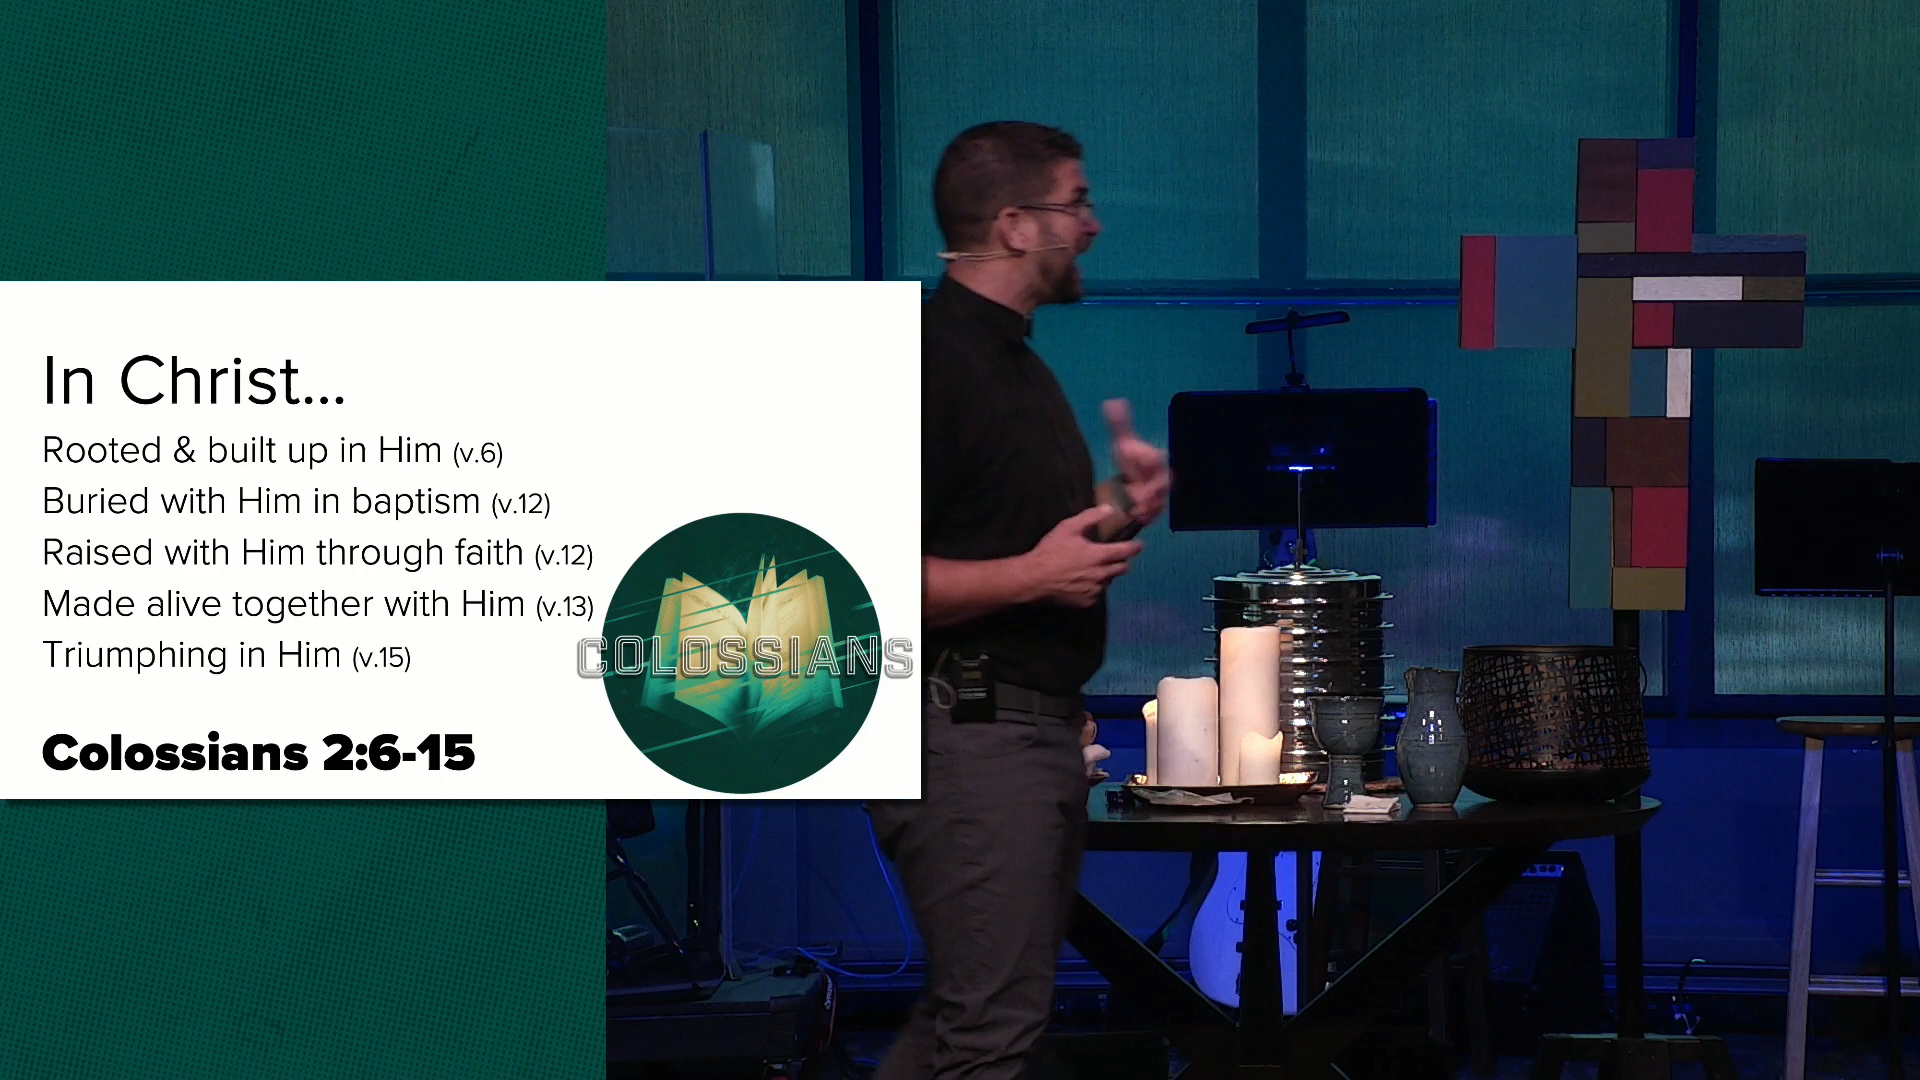 In Christ...
Rooted & built up in Him (v.6)
Buried with Him in baptism (v.12)
Raised with Him through faith (v.12)
Made alive together with Him (v.13)
Triumphing in Him (v.15)
COLOSSIANS
Colossians 2:6-15